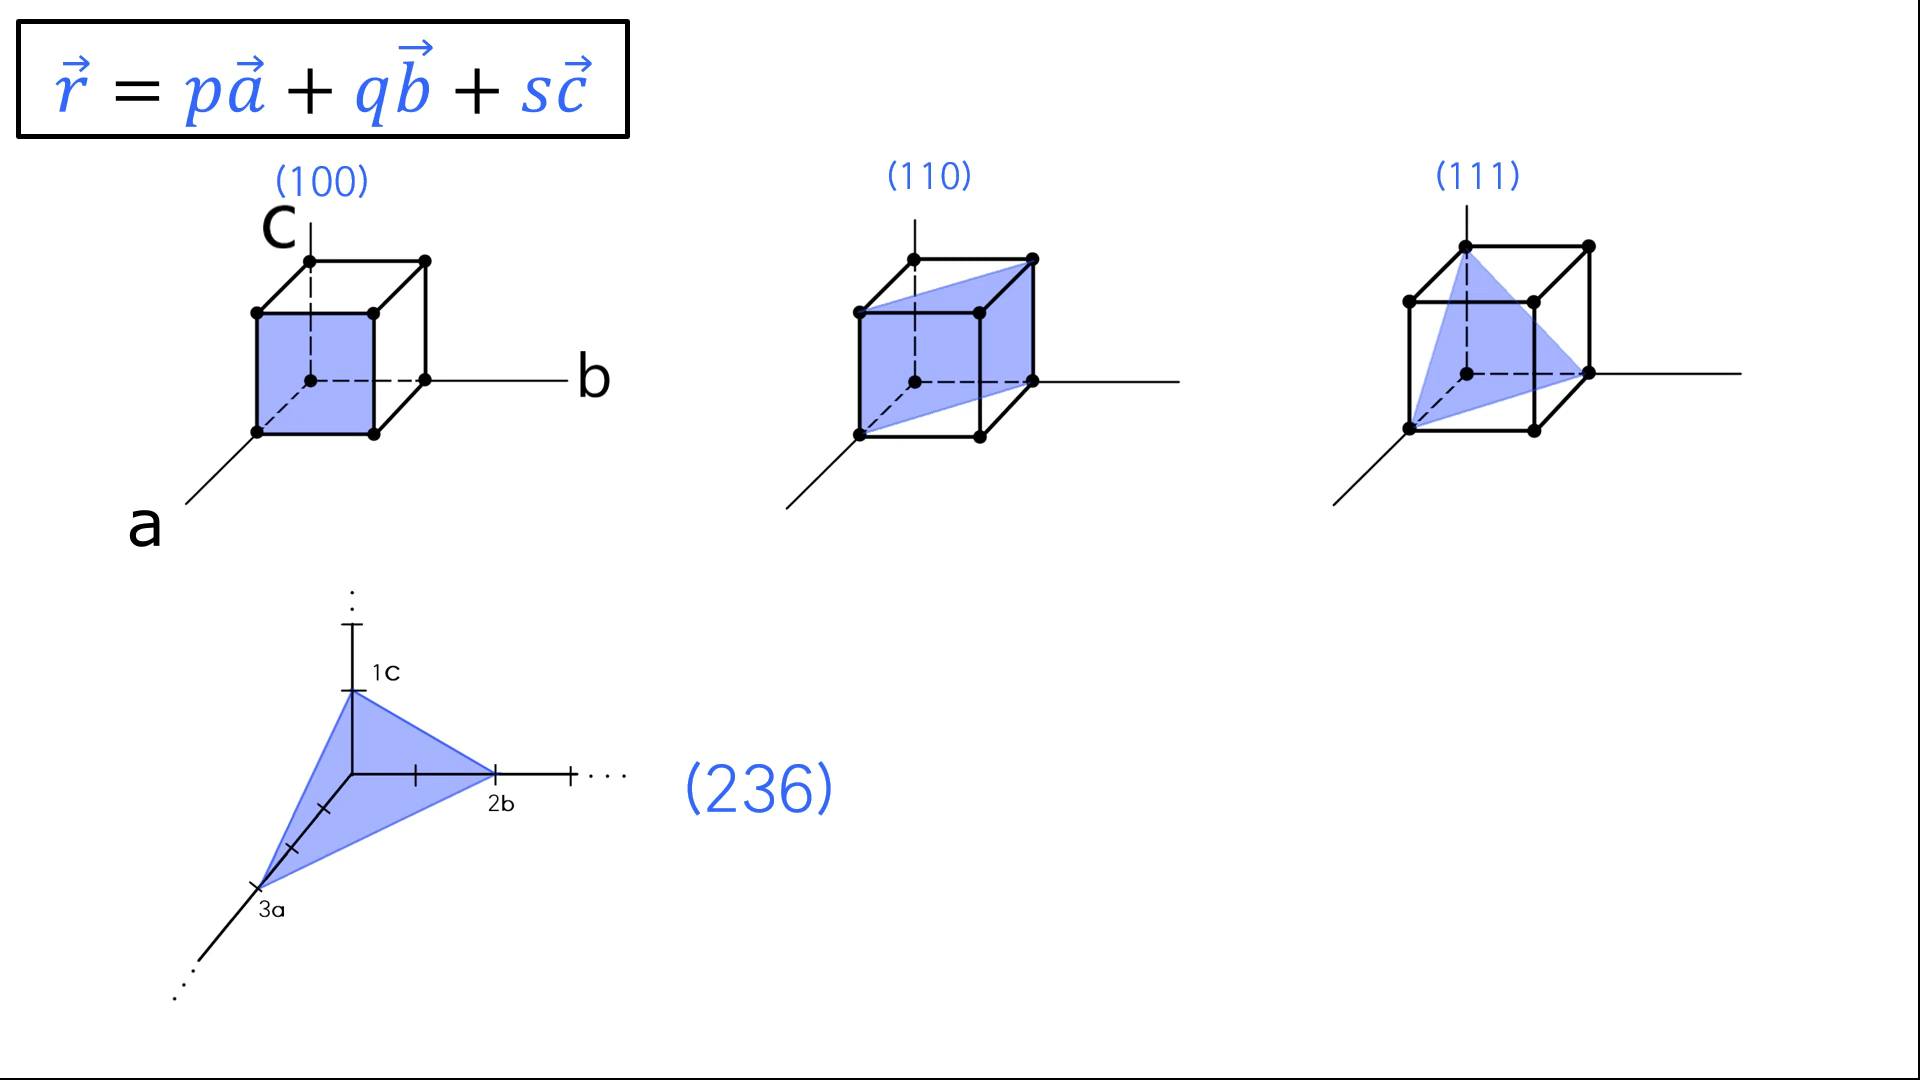 r⃗ = pa⃗ + qb⃗ + sc⃗
(100)
(110)
(111)
c
b
a
1c
2b
(236)
3a